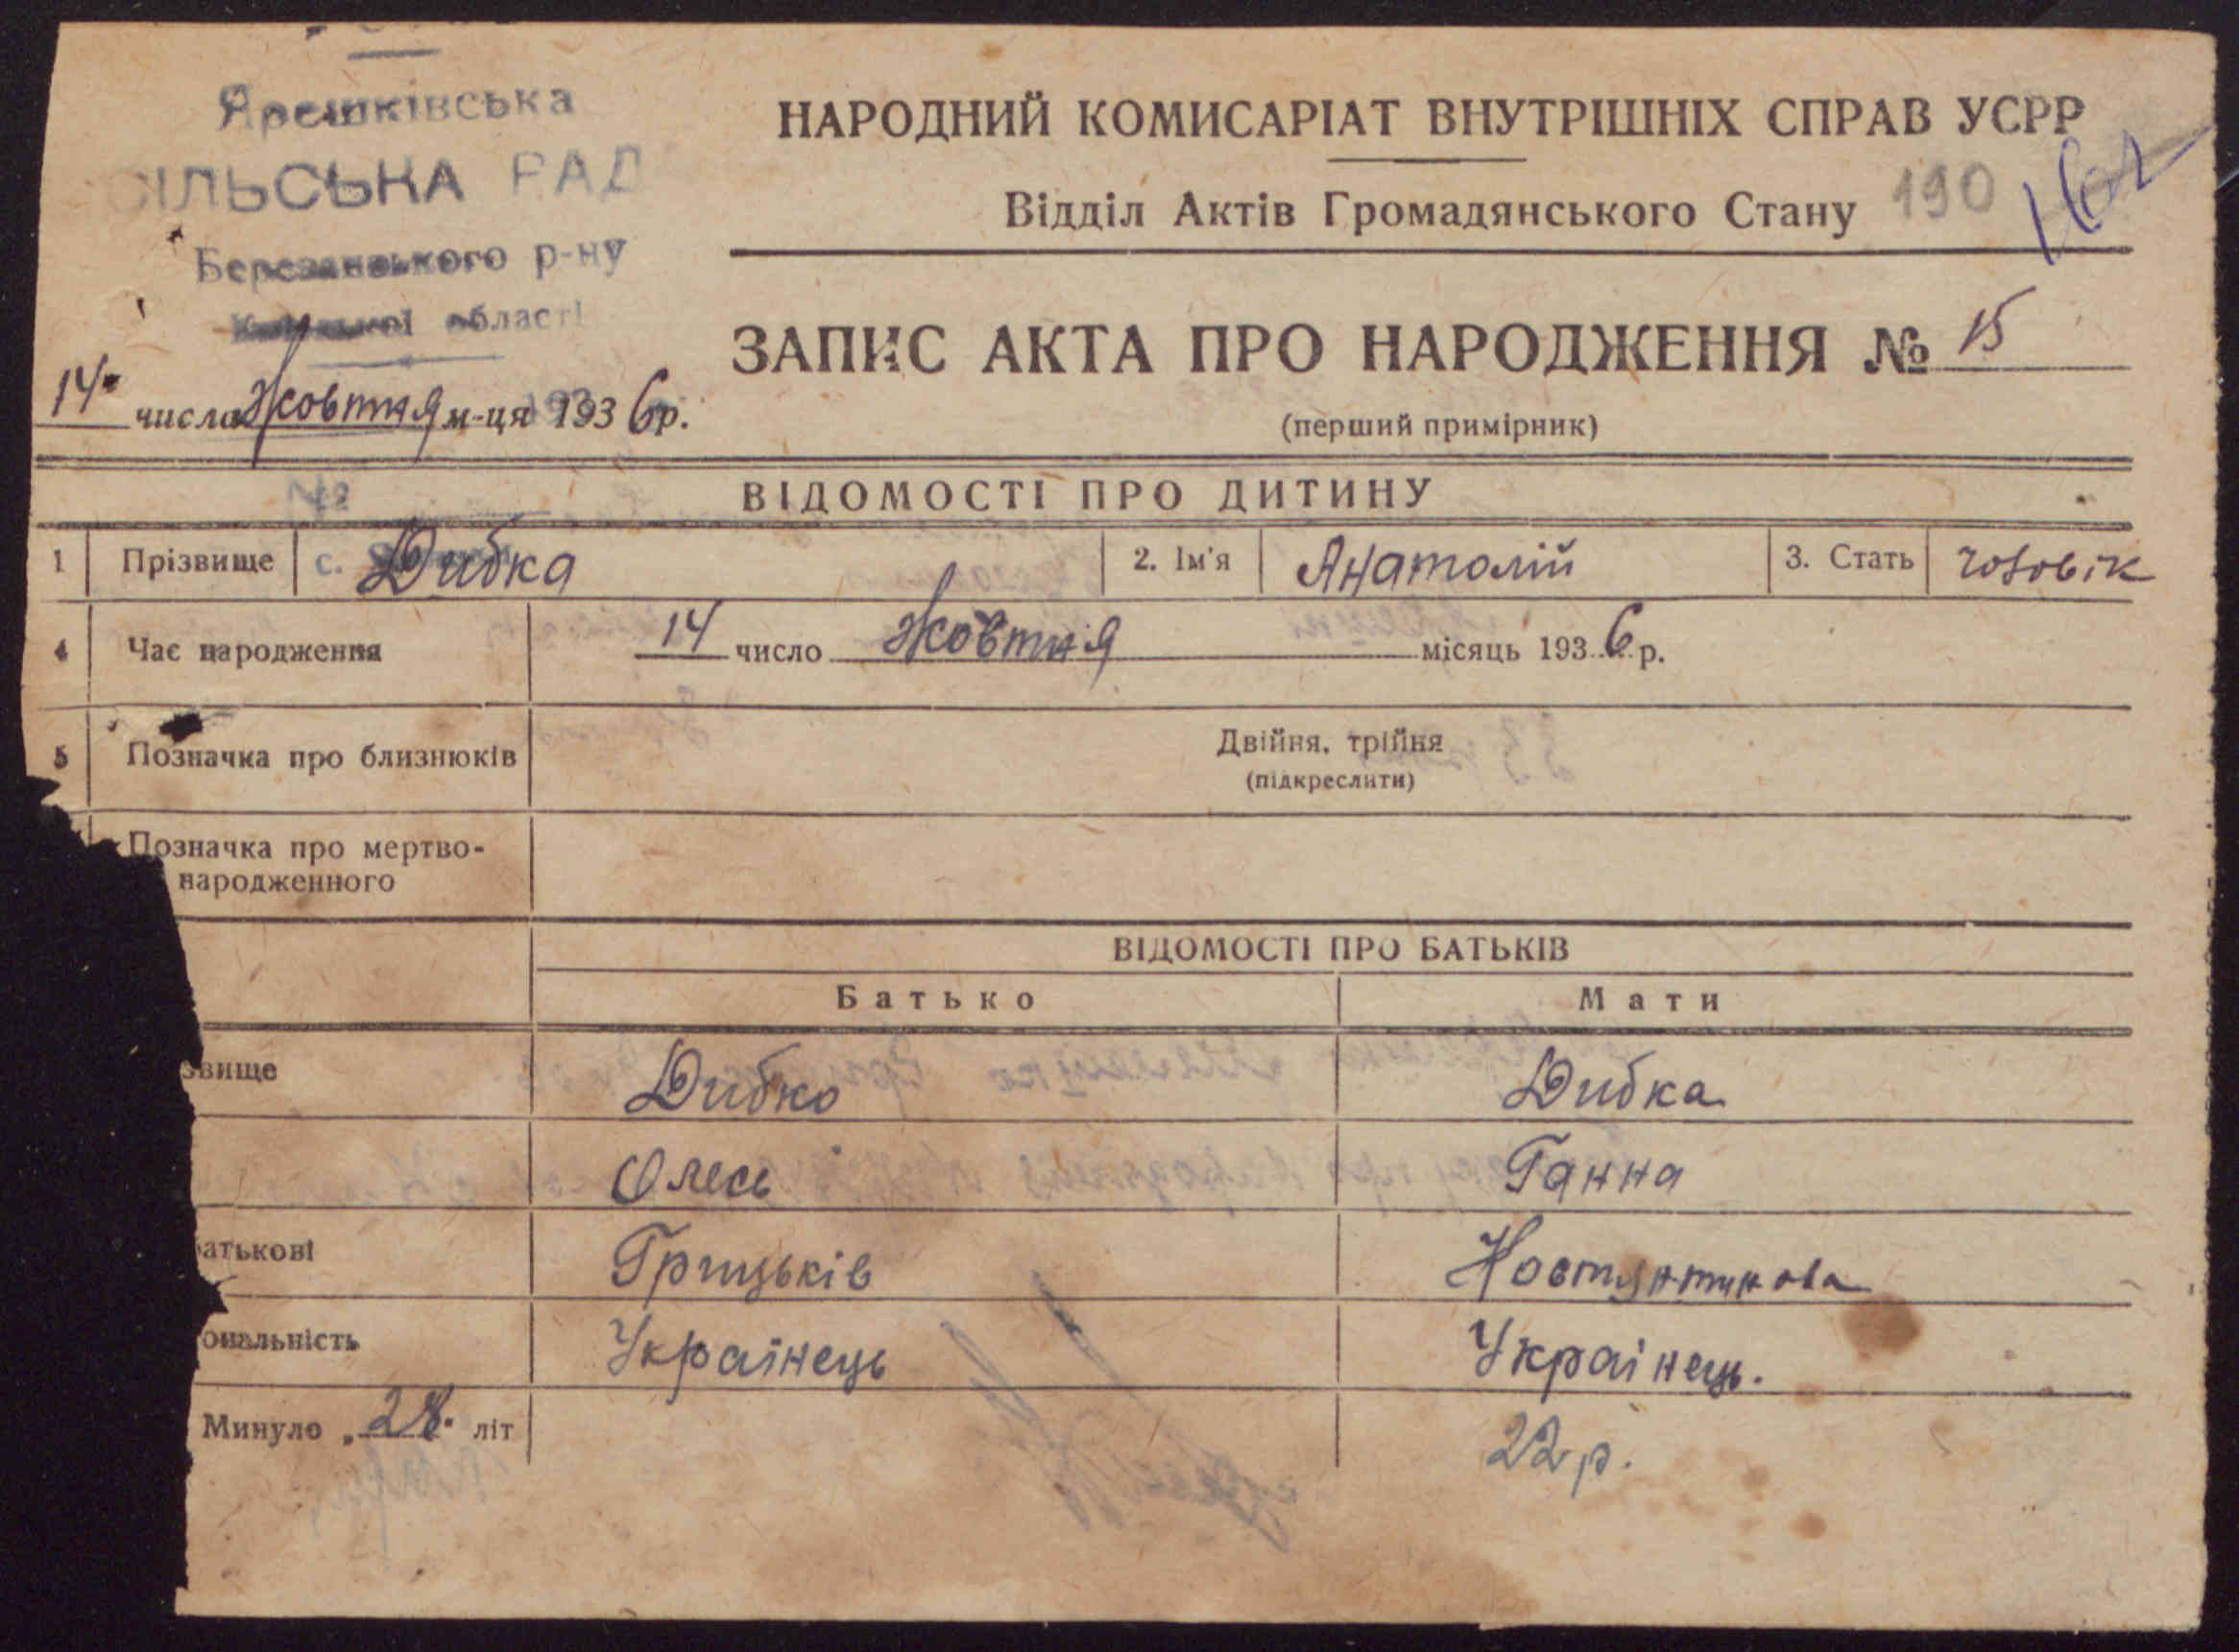 Ярешківська
СІЛЬСЬКА РАД
Березанського р-ну
Київської області
14 числа Жовтня м-ця 1936 р.
НАРОДНИЙ КОМИСАРІАТ ВНУТРІШНІХ СПРАВ УСРР
Відділ Актів Громадянського Стану 190
ЗАПИС АКТА ПРО НАРОДЖЕННЯ № 15
(перший примірник)
ВІДОМОСТІ ПРО ДИТИНУ
1 Прізвище с. Дибка 2. Ім'я Анатолій 3. Стать чоловік
4 Час народження 14 число Жовтня місяць 1936 р.
5 Позначка про близнюків Двійня, трійня
(підкреслити)
Позначка про мертво-
народженного
ВІДОМОСТІ ПРО БАТЬКІВ
Батько Мати
звище Дибко Дибка
Олесь Ганна
батькові Грицьків Костянтинова
ональність Українець Українець.
Минуло 28 літ 22 р.